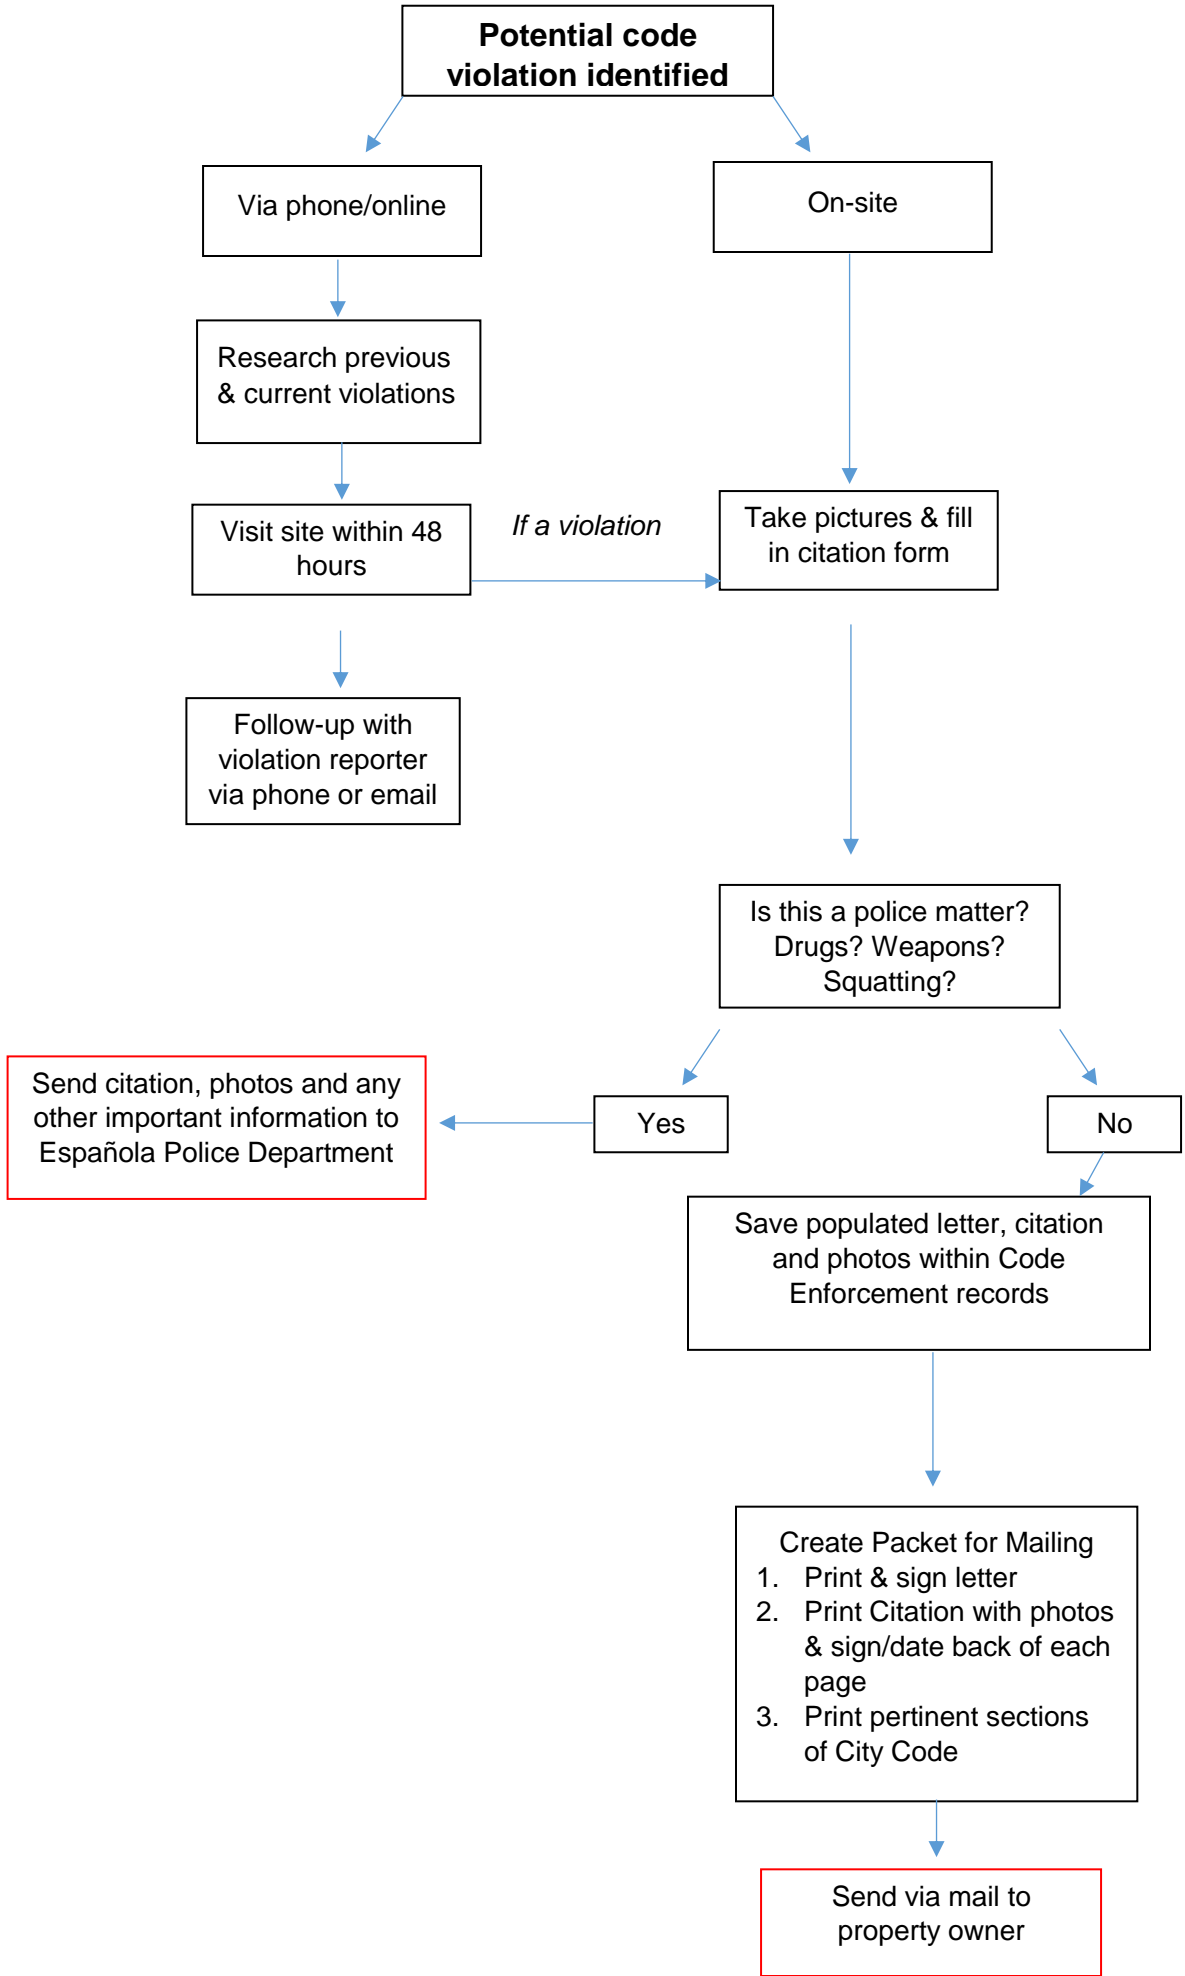 Potential code
violation identified
Via phone/online
On-site
Research previous
& current violations
Visit site within 48
hours
If a violation
Take pictures & fill
in citation form
Follow-up with
violation reporter
via phone or email
Is this a police matter?
Drugs? Weapons?
Squatting?
Send citation, photos and any
other important information to
Española Police Department
Yes
No
Save populated letter, citation
and photos within Code
Enforcement records
Create Packet for Mailing
1. Print & sign letter
2. Print Citation with photos
& sign/date back of each
page
3. Print pertinent sections
of City Code
Send via mail to
property owner